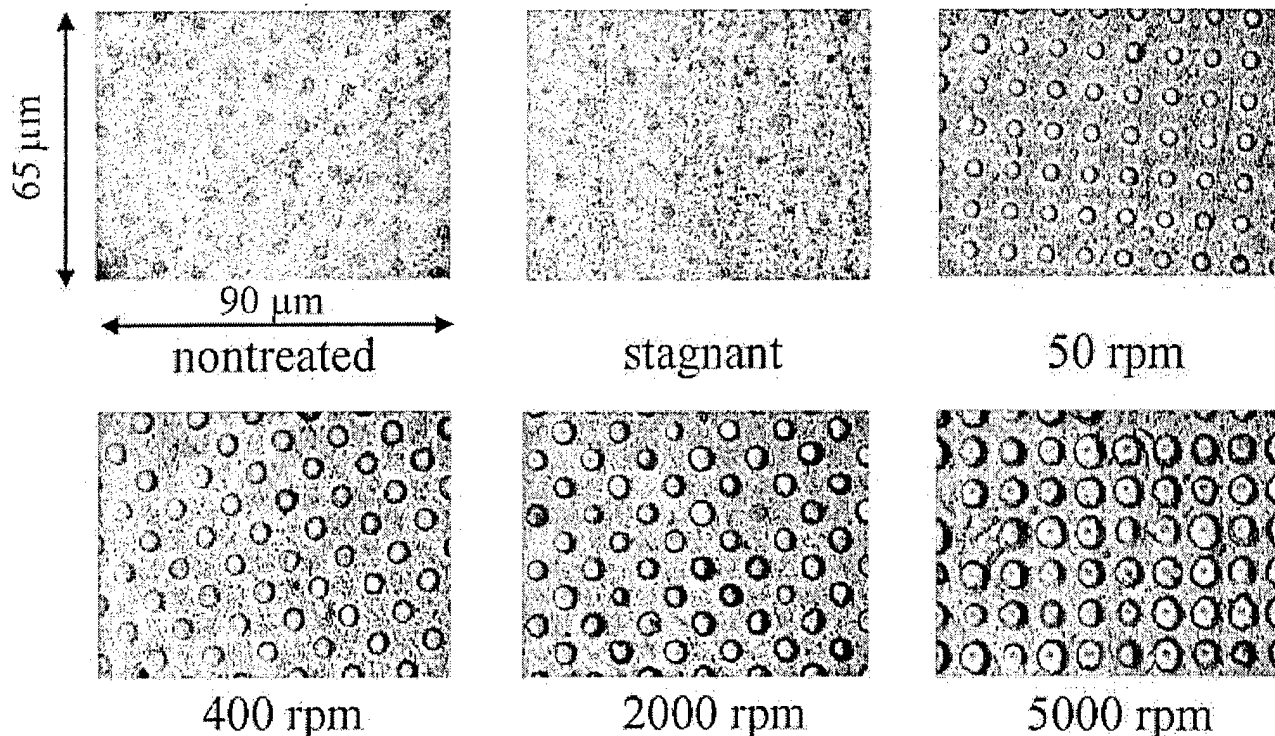 65 μm
90 μm
nontreated
stagnant
50 rpm
400 rpm
2000 rpm
5000 rpm